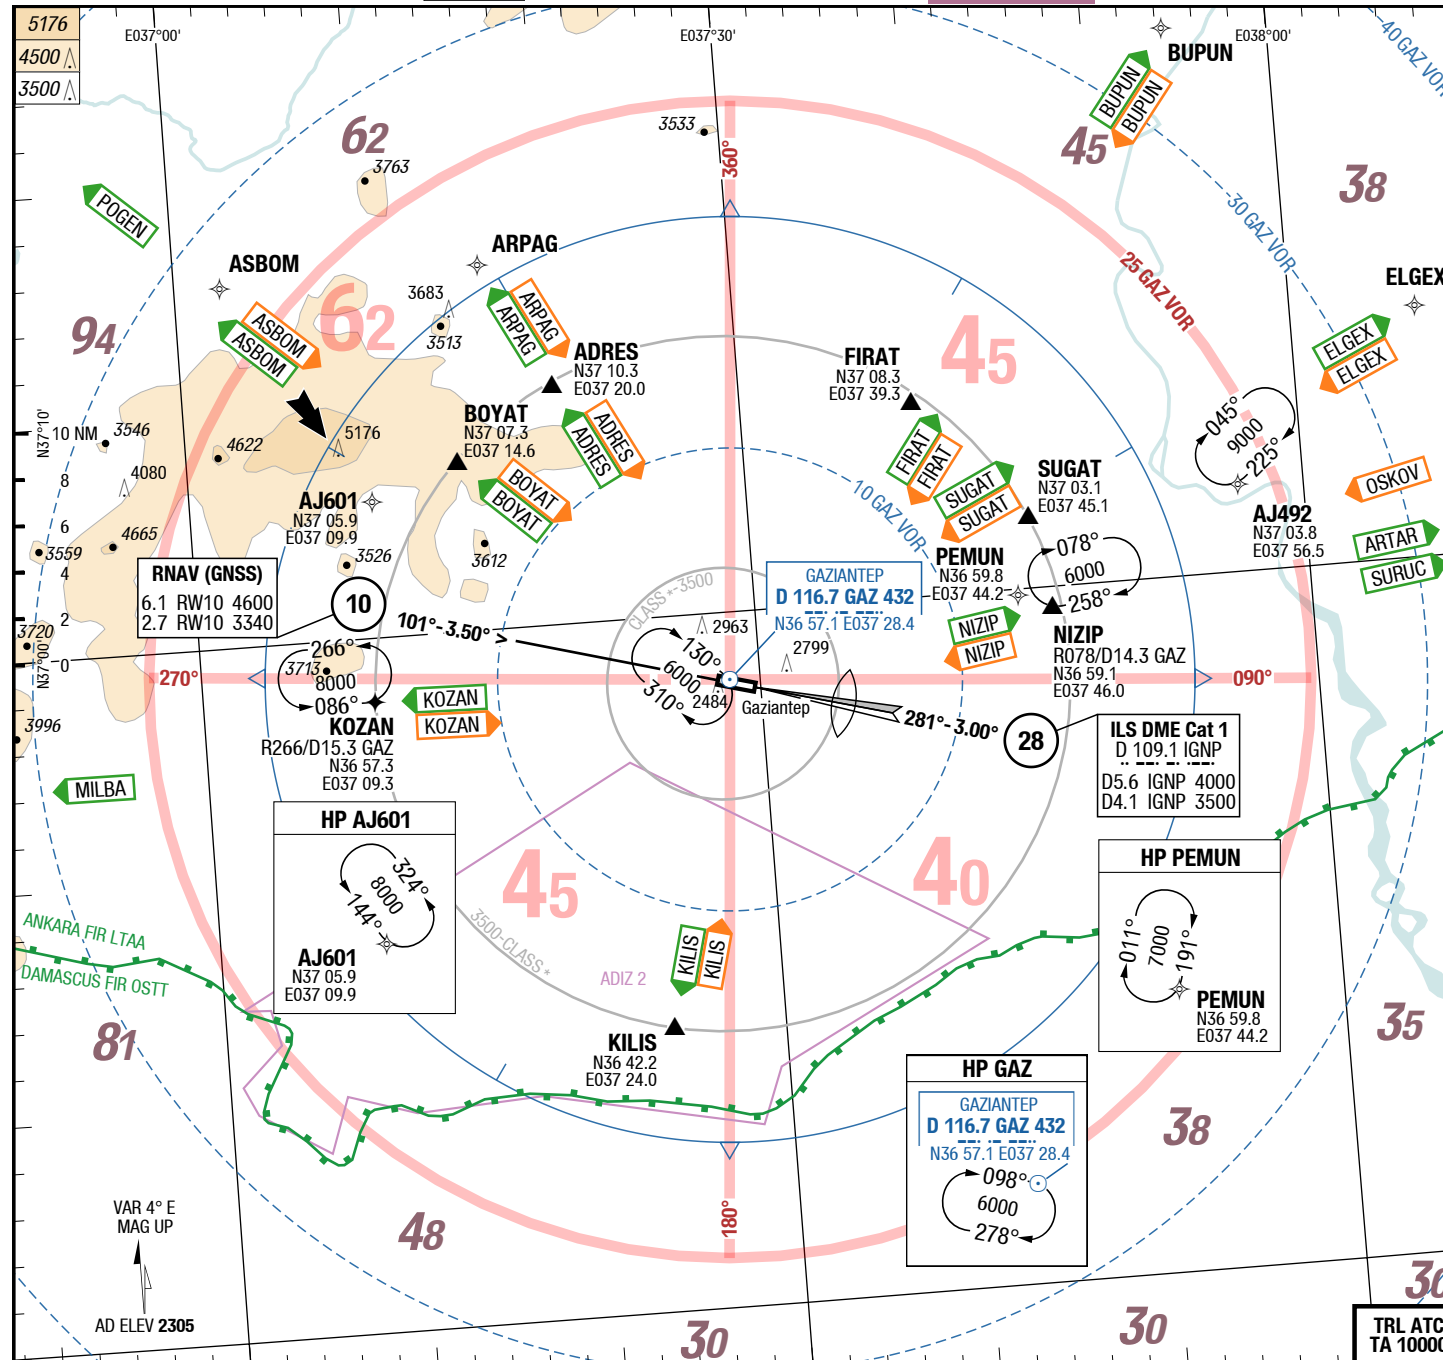 5176
4500
3500
E037°00'
E037°30'
E038°00'
BUPUN
BUPUN
BUPUN
40 GAZ VOR
62
3763
3533
360°
45
38
POGEN
30 GAZ VOR
25 GAZ VOR
ASBOM
ARPAG
ELGEX
94
ASBOM
ASBOM
62
3683
3513
ARPAG
ARPAG
ADRES
N37 10.3
E037 20.0
FIRAT
N37 08.3
E037 39.3
45
ELGEX
ELGEX
BOYAT
N37 07.3
E037 14.6
ADRES
ADRES
N37°10'
10 NM
8
6
4
2
0
N37°00'
3546
4622
5176
4080
4665
3559
3720
3996
BOYAT
BOYAT
FIRAT
FIRAT
SUGAT
SUGAT
SUGAT
N37 03.1
E037 45.1
045°
9000
225°
OSKOV
AJ492
N37 03.8
E037 56.5
ARTAR
SURUC
AJ601
N37 05.9
E037 09.9
3526
3612
10 GAZ VOR
PEMUN
N36 59.8
E037 44.2
078°
6000
258°
RNAV (GNSS)
6.1 RW10 4600
2.7 RW10 3340
10
101°-3.50° >
CLASS *-3500
GAZIANTEP
D 116.7 GAZ 432
N36 57.1 E037 28.4
2963
2799
2484
130°
6000
310°
Gaziantep
NIZIP
NIZIP
NIZIP
R078/D14.3 GAZ
N36 59.1
E037 46.0
270°
090°
266°
3713
8000
086°
KOZAN
KOZAN
KOZAN
R266/D15.3 GAZ
N36 57.3
E037 09.3
281°-3.00°
28
ILS DME Cat 1
D 109.1 IGNP
D5.6 IGNP 4000
D4.1 IGNP 3500
MILBA
HP AJ601
324°
8000
144°
AJ601
N37 05.9
E037 09.9
45
40
HP PEMUN
011°
7000
191°
PEMUN
N36 59.8
E037 44.2
ANKARA FIR LTAA
DAMASCUS FIR OSTT
3500-CLASS *
ADIZ 2
KILIS
KILIS
KILIS
N36 42.2
E037 24.0
81
35
HP GAZ
GAZIANTEP
D 116.7 GAZ 432
N36 57.1 E037 28.4
098°
6000
278°
38
VAR 4° E
MAG UP
48
180°
AD ELEV 2305
30
30
36
TRL ATC
TA 10000